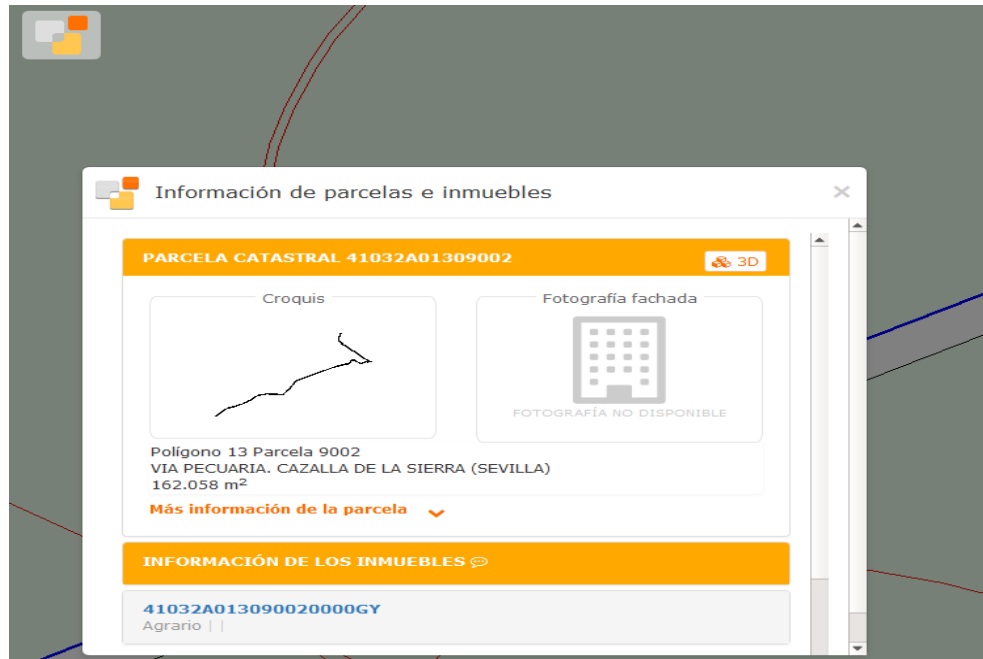 Información de parcelas e inmuebles
PARCELA CATASTRAL 41032A01309002
3D
Croquis
Fotografía fachada
FOTOGRAFÍA NO DISPONIBLE
Polígono 13 Parcela 9002
VIA PECUARIA. CAZALLA DE LA SIERRA (SEVILLA)
162.058 m²
Más información de la parcela
INFORMACIÓN DE LOS INMUEBLES
41032A013090020000GY
Agrario | |